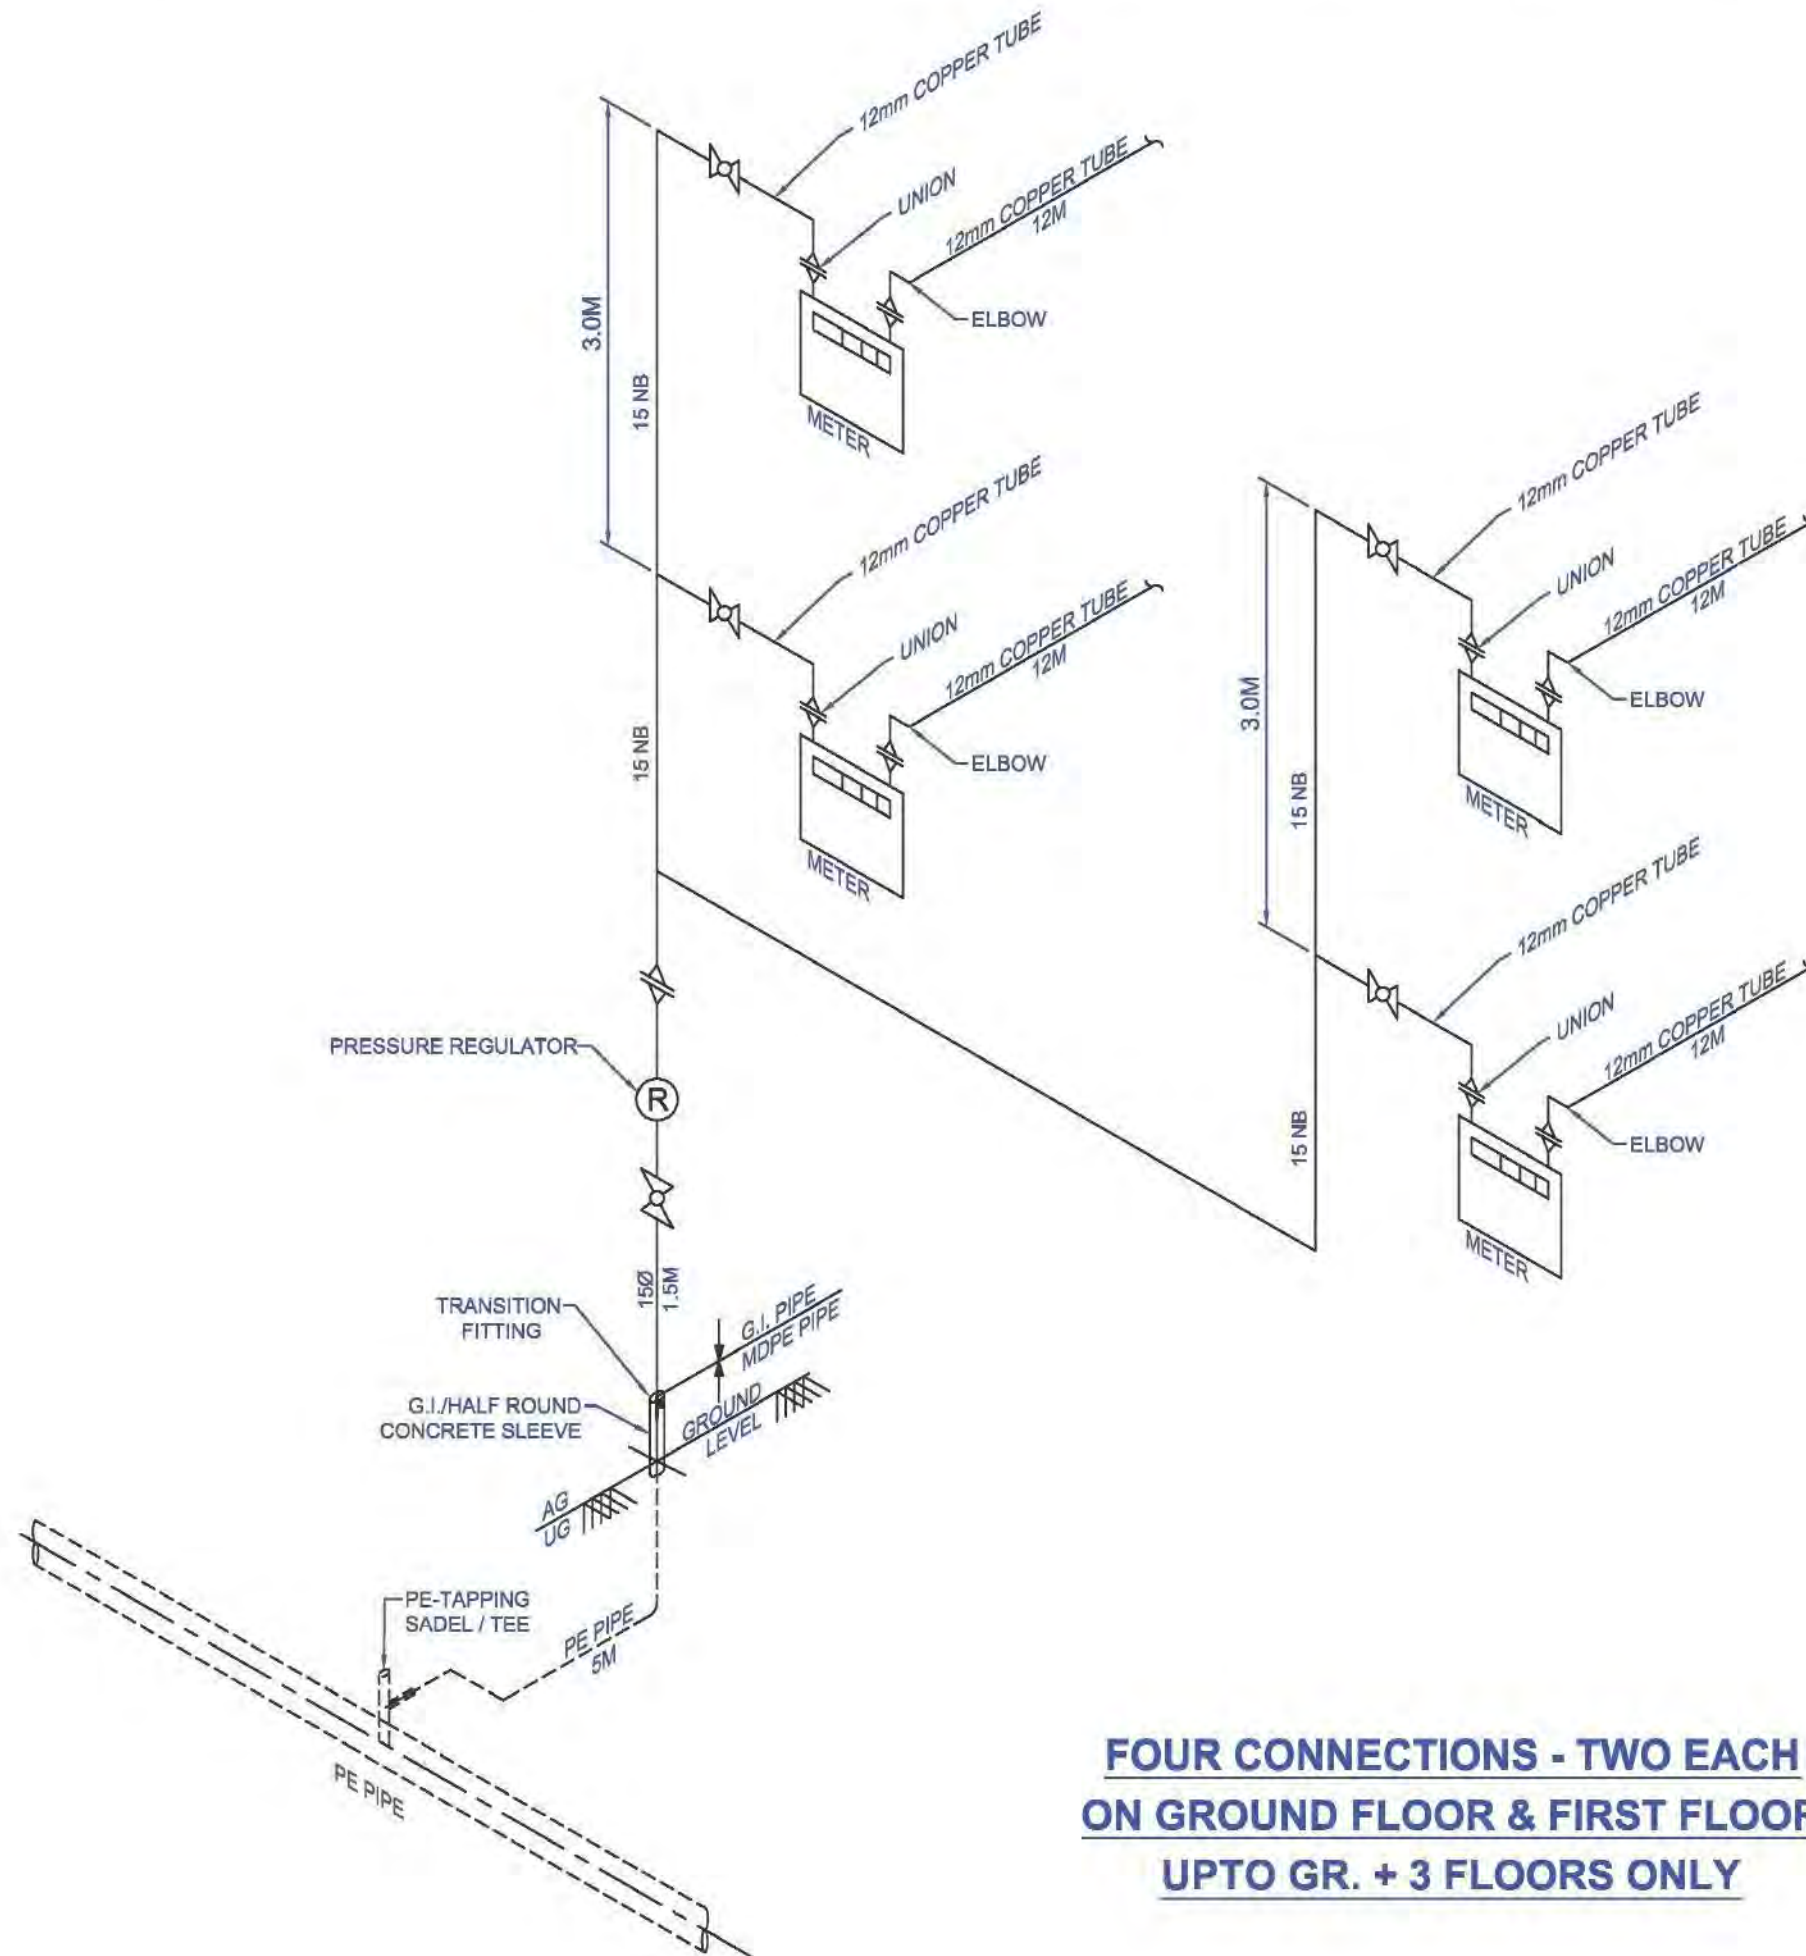 12mm COPPER TUBE
UNION
12mm COPPER TUBE
12M
ELBOW
3.0M
15 NB
METER
12mm COPPER TUBE
UNION
12mm COPPER TUBE
12M
ELBOW
15 NB
METER
12mm COPPER TUBE
UNION
12mm COPPER TUBE
12M
ELBOW
3.0M
15 NB
METER
12mm COPPER TUBE
UNION
12mm COPPER TUBE
12M
ELBOW
15 NB
METER
PRESSURE REGULATOR
R
15Ø
1.5M
TRANSITION
FITTING
G.I. PIPE
MDPE PIPE
G.I./HALF ROUND
CONCRETE SLEEVE
GROUND
LEVEL
AG
UG
PE-TAPPING
SADEL / TEE
PE PIPE
5M
PE PIPE
FOUR CONNECTIONS - TWO EACH
ON GROUND FLOOR & FIRST FLOOR
UPTO GR. + 3 FLOORS ONLY